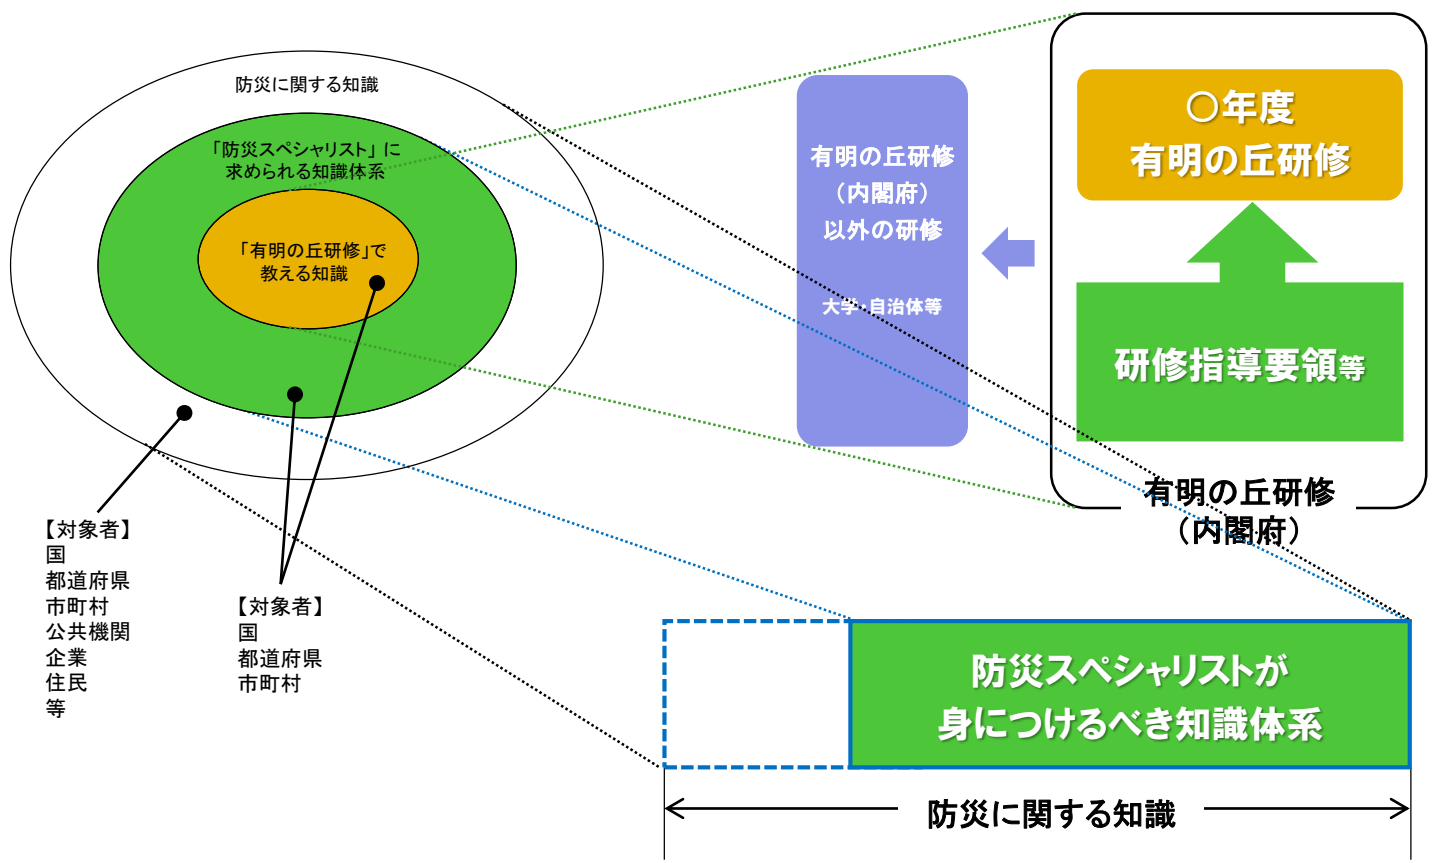 防災に関する知識
「防災スペシャリスト」に
求められる知識体系
「有明の丘研修」で
教える知識
【対象者】
国
都道府県
市町村
公共機関
企業
住民
等
【対象者】
国
都道府県
市町村
有明の丘研修
（内閣府）
以外の研修
大学・自治体等
○年度
有明の丘研修
研修指導要領等
有明の丘研修
（内閣府）
防災スペシャリストが
身につけるべき知識体系
防災に関する知識